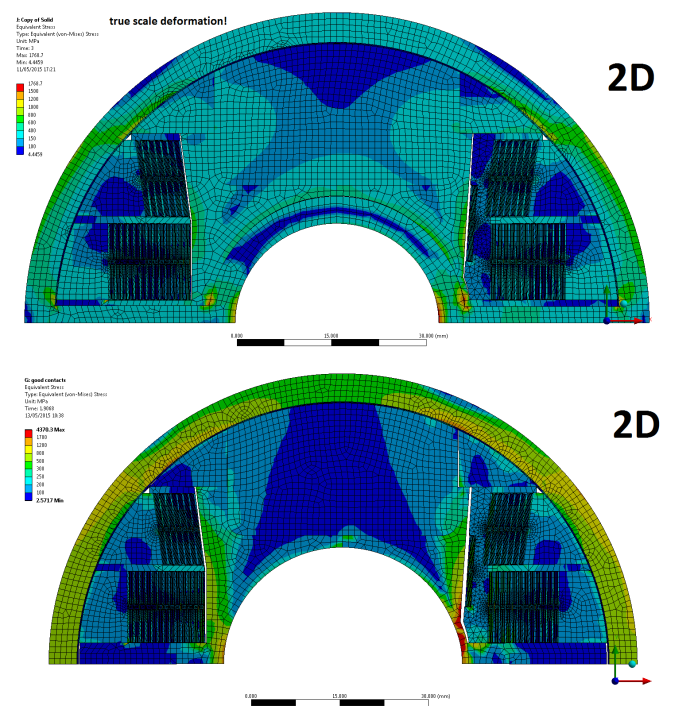 J: Copy of Solid
Equivalent Stress
Type: Equivalent (von-Mises) Stress
Unit: MPa
Time: 3
Max: 1760.7
Min: 4.4459
11/05/2015 17:21
true scale deformation!
2D
1760.7
1500
1200
1000
800
600
400
150
100
4.4459
0.000
15.000
30.000 (mm)
G: good contacts
Equivalent Stress
Type: Equivalent (von-Mises) Stress
Unit: MPa
Time: 1.9068
13/05/2015 18:38
2D
4370.3 Max
1700
1200
800
500
300
250
200
100
2.5717 Min
0.000
15.000
30.000 (mm)